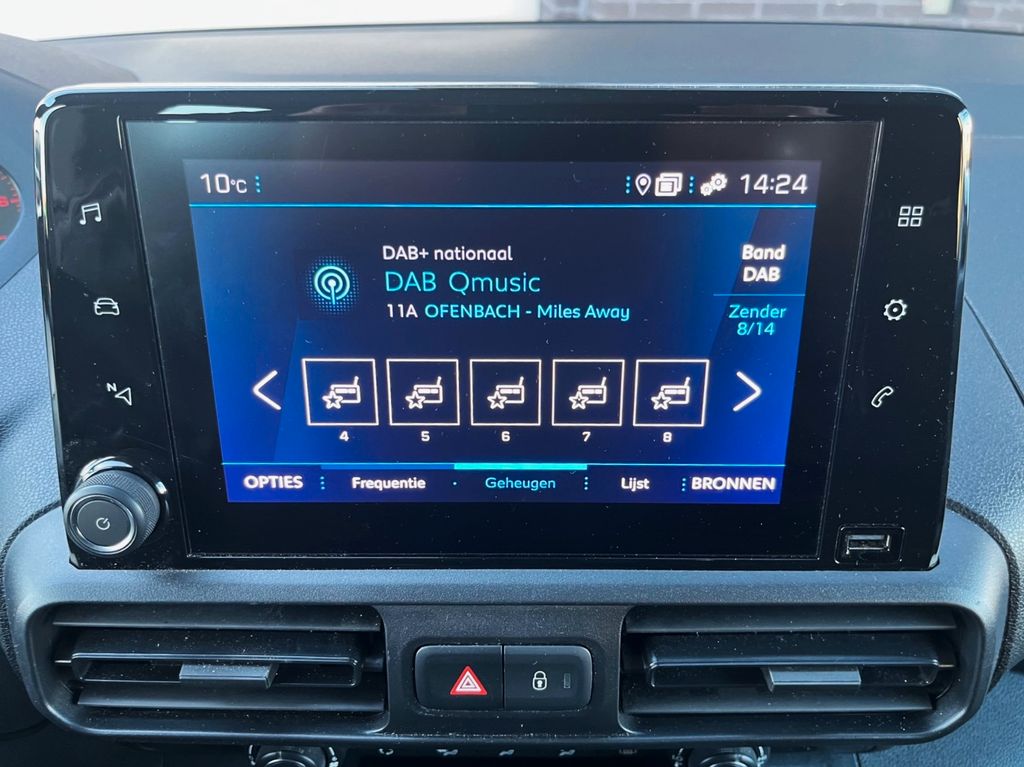 10°C 14:24
DAB+ nationaal
DAB Qmusic
11A OFENBACH - Miles Away
Band
DAB
Zender
8/14
4 5 6 7 8
OPTIES Frequentie Geheugen Lijst BRONNEN
N